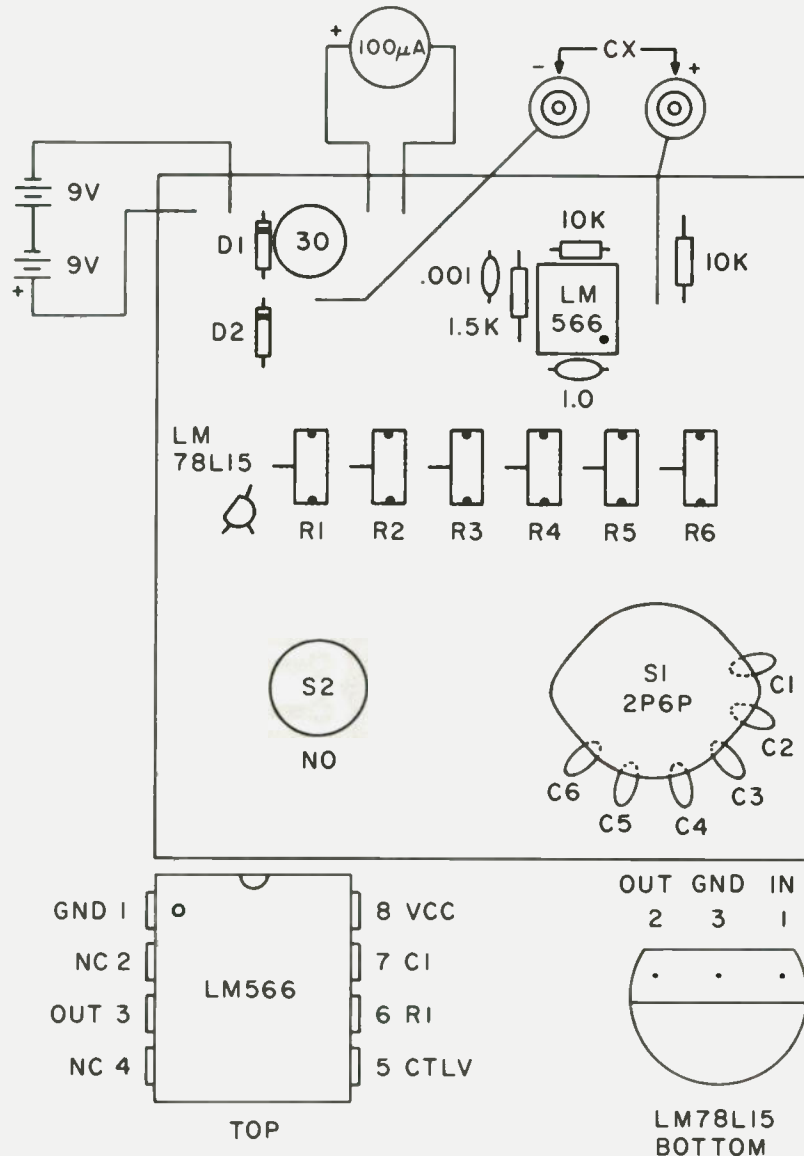 +
100µA
- CX +
9V
9V
+
D1
30
10K
.001
10K
LM
566
1.5K
D2
1.0
LM
78L15
R1 R2 R3 R4 R5 R6
S2
NO
S1
2P6P
C1
C2
C3
C4
C5
C6
OUT GND IN
2 3 1
GND 1
8 VCC
NC 2
7 C1
LM566
OUT 3
6 R1
NC 4
5 CTLV
TOP
LM78L15
BOTTOM